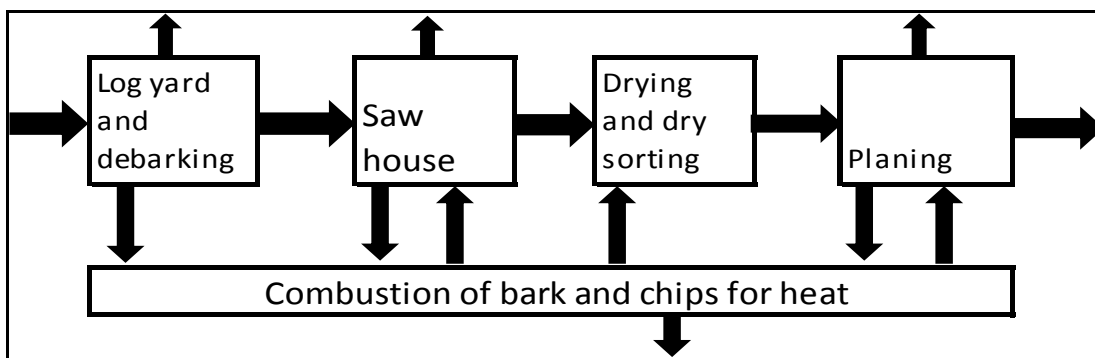 Log yard
and
debarking
Saw
house
Drying
and dry
sorting
Planing
Combustion of bark and chips for heat